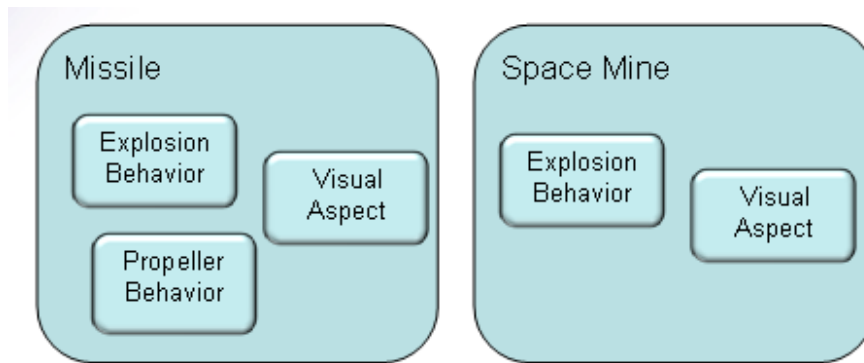 Missile
Explosion
Behavior
Visual
Aspect
Propeller
Behavior
Space Mine
Explosion
Behavior
Visual
Aspect